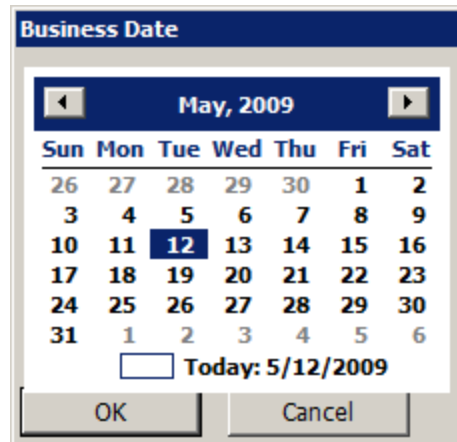 Business Date
May, 2009
Sun Mon Tue Wed Thu Fri Sat
26 27 28 29 30 1 2
3 4 5 6 7 8 9
10 11 12 13 14 15 16
17 18 19 20 21 22 23
24 25 26 27 28 29 30
31 1 2 3 4 5 6
Today: 5/12/2009
OK Cancel